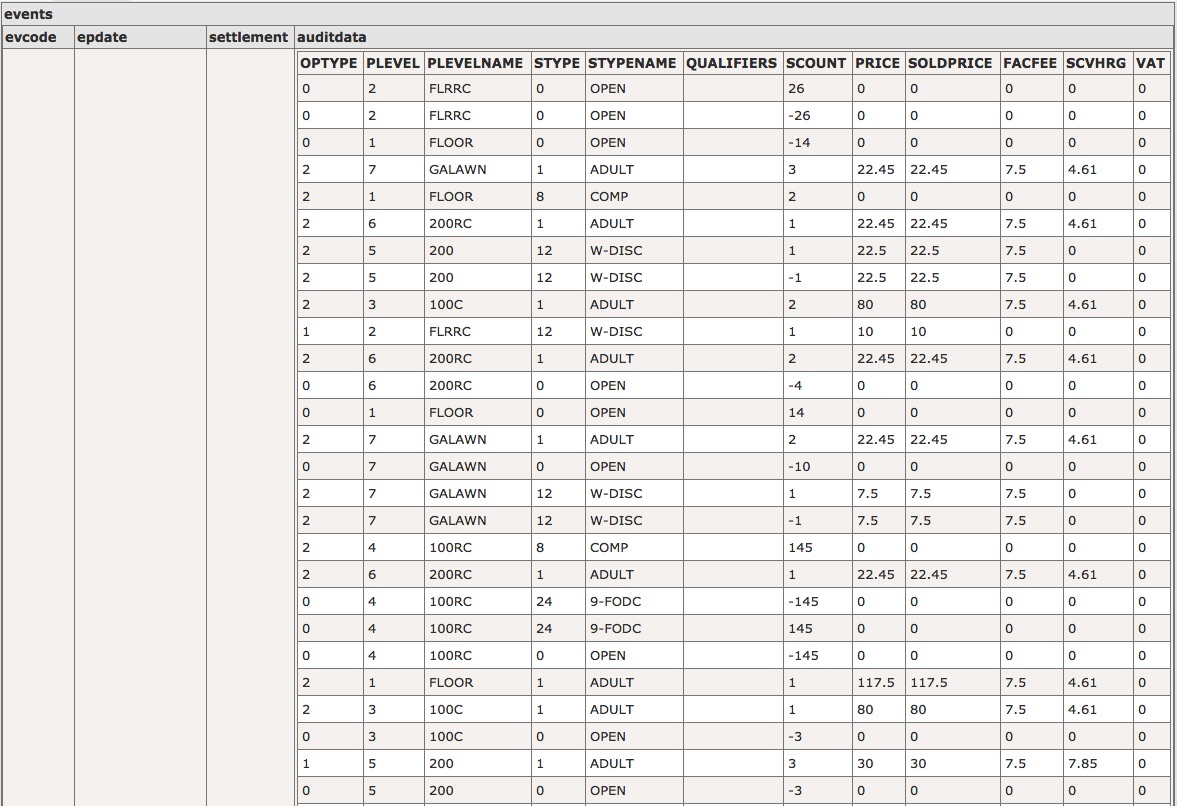 events
evcode epdate settlement auditdata
OPTYPE PLEVEL PLEVELNAME STYPE STYPENAME QUALIFIERS SCOUNT PRICE SOLDPRICE FACFEE SCVHRG VAT
0 2 FLRRC 0 OPEN 26 0 0 0 0 0
0 2 FLRRC 0 OPEN -26 0 0 0 0 0
0 1 FLOOR 0 OPEN -14 0 0 0 0 0
2 7 GALAWN 1 ADULT 3 22.45 22.45 7.5 4.61 0
2 1 FLOOR 8 COMP 2 0 0 0 0 0
2 6 200RC 1 ADULT 1 22.45 22.45 7.5 4.61 0
2 5 200 12 W-DISC 1 22.5 22.5 7.5 0 0
2 5 200 12 W-DISC -1 22.5 22.5 7.5 0 0
2 3 100C 1 ADULT 2 80 80 7.5 4.61 0
1 2 FLRRC 12 W-DISC 1 10 10 0 0 0
2 6 200RC 1 ADULT 2 22.45 22.45 7.5 4.61 0
0 6 200RC 0 OPEN -4 0 0 0 0 0
0 1 FLOOR 0 OPEN 14 0 0 0 0 0
2 7 GALAWN 1 ADULT 2 22.45 22.45 7.5 4.61 0
0 7 GALAWN 0 OPEN -10 0 0 0 0 0
2 7 GALAWN 12 W-DISC 1 7.5 7.5 7.5 0 0
2 7 GALAWN 12 W-DISC -1 7.5 7.5 7.5 0 0
2 4 100RC 8 COMP 145 0 0 0 0 0
2 6 200RC 1 ADULT 1 22.45 22.45 7.5 4.61 0
0 4 100RC 24 9-FODC -145 0 0 0 0 0
0 4 100RC 24 9-FODC 145 0 0 0 0 0
0 4 100RC 0 OPEN -145 0 0 0 0 0
2 1 FLOOR 1 ADULT 1 117.5 117.5 7.5 4.61 0
2 3 100C 1 ADULT 1 80 80 7.5 4.61 0
0 3 100C 0 OPEN -3 0 0 0 0 0
1 5 200 1 ADULT 3 30 30 7.5 7.85 0
0 5 200 0 OPEN -3 0 0 0 0 0